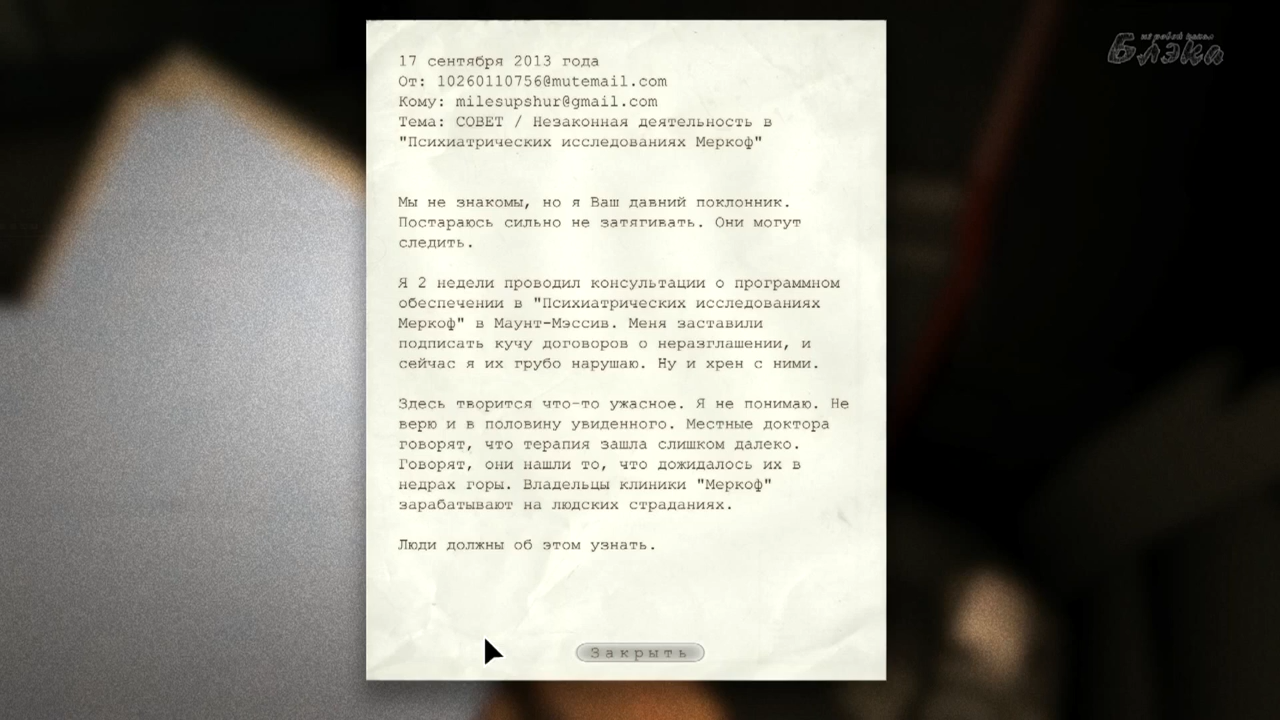 не робей качай
Блэка
17 сентября 2013 года
От: 10260110756@mutemail.com
Кому: milesupshur@gmail.com
Тема: СОВЕТ / Незаконная деятельность в
"Психиатрических исследованиях Меркоф"
Мы не знакомы, но я Ваш давний поклонник.
Постараюсь сильно не затягивать. Они могут
следить.
Я 2 недели проводил консультации о программном
обеспечении в "Психиатрических исследованиях
Меркоф" в Маунт-Мэссив. Меня заставили
подписать кучу договоров о неразглашении, и
сейчас я их грубо нарушаю. Ну и хрен с ними.
Здесь творится что-то ужасное. Я не понимаю. Не
верю и в половину увиденного. Местные доктора
говорят, что терапия зашла слишком далеко.
Говорят, они нашли то, что дожидалось их в
недрах горы. Владельцы клиники "Меркоф"
зарабатывают на людских страданиях.
Люди должны об этом узнать.
Закрыть